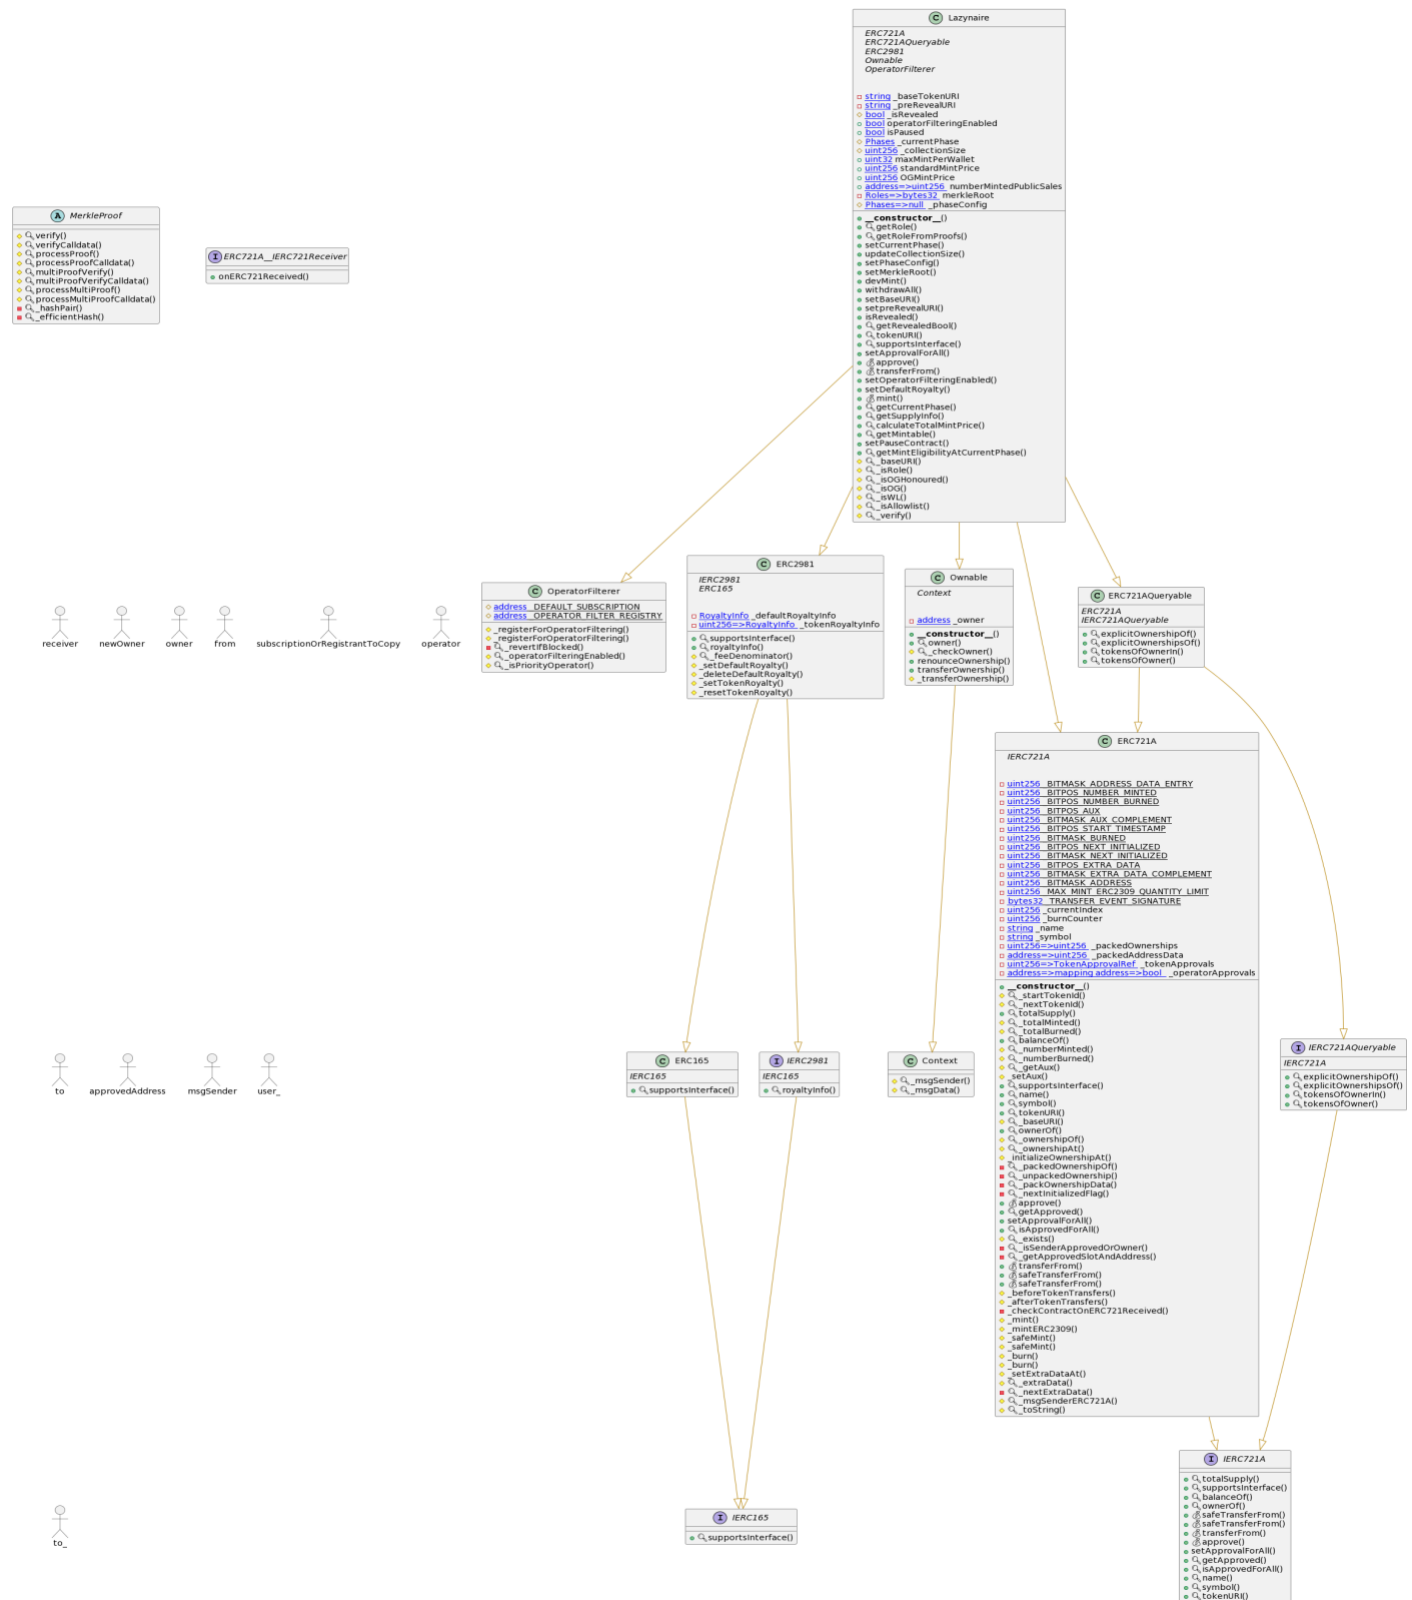 Lazynaire
ERC721A
ERC721AQueryable
ERC2981
Ownable
OperatorFilterer
string _baseTokenURI
string _preRevealURI
bool _isRevealed
bool operatorFilteringEnabled
bool isPaused
Phases _currentPhase
uint256 _collectionSize
uint32 maxMintPerWallet
uint256 standardMintPrice
uint256 OGMintPrice
address=>uint256 numberMintedPublicSales
Roles=>bytes32 merkleRoot
Phases=>null _phaseConfig
__constructor__()
getRole()
getRoleFromProofs()
setCurrentPhase()
updateCollectionSize()
setPhaseConfig()
setMerkleRoot()
devMint()
withdrawAll()
setBaseURI()
setpreRevealURI()
isRevealed()
getRevealedBool()
tokenURI()
supportsInterface()
setApprovalForAll()
approve()
transferFrom()
setOperatorFilteringEnabled()
setDefaultRoyalty()
mint()
getCurrentPhase()
getSupplyInfo()
calculateTotalMintPrice()
getMintable()
setPauseContract()
getMintEligibilityAtCurrentPhase()
_baseURI()
_isRole()
_isOGHonoured()
_isOG()
_isWL()
_isAllowlist()
_verify()
A MerkleProof
verify()
verifyCalldata()
processProof()
processProofCalldata()
multiProofVerify()
multiProofVerifyCalldata()
processMultiProof()
processMultiProofCalldata()
_hashPair()
_efficientHash()
I ERC721A__IERC721Receiver
onERC721Received()
receiver
newOwner
owner
from
subscriptionOrRegistrantToCopy
operator
C OperatorFilterer
address _DEFAULT_SUBSCRIPTION
address _OPERATOR_FILTER_REGISTRY
_registerForOperatorFiltering()
_registerForOperatorFiltering()
_revertIfBlocked()
_operatorFilteringEnabled()
_isPriorityOperator()
C ERC2981
IERC2981
ERC165
RoyaltyInfo _defaultRoyaltyInfo
uint256=>RoyaltyInfo _tokenRoyaltyInfo
supportsInterface()
royaltyInfo()
_feeDenominator()
_setDefaultRoyalty()
_deleteDefaultRoyalty()
_setTokenRoyalty()
_resetTokenRoyalty()
C Ownable
Context
address _owner
__constructor__()
owner()
_checkOwner()
renounceOwnership()
transferOwnership()
_transferOwnership()
C ERC721AQueryable
ERC721A
IERC721AQueryable
explicitOwnershipOf()
explicitOwnershipsOf()
tokensOfOwnerIn()
tokensOfOwner()
C ERC721A
IERC721A
uint256 _BITMASK_ADDRESS_DATA_ENTRY
uint256 _BITPOS_NUMBER_MINTED
uint256 _BITPOS_NUMBER_BURNED
uint256 _BITPOS_AUX
uint256 _BITMASK_AUX_COMPLEMENT
uint256 _BITPOS_START_TIMESTAMP
uint256 _BITMASK_BURNED
uint256 _BITPOS_NEXT_INITIALIZED
uint256 _BITMASK_NEXT_INITIALIZED
uint256 _BITPOS_EXTRA_DATA
uint256 _BITMASK_EXTRA_DATA_COMPLEMENT
uint256 _BITMASK_ADDRESS
uint256 _MAX_MINT_ERC2309_QUANTITY_LIMIT
bytes32 _TRANSFER_EVENT_SIGNATURE
uint256 _currentIndex
uint256 _burnCounter
string _name
string _symbol
uint256=>uint256 _packedOwnerships
address=>uint256 _packedAddressData
uint256=>TokenApprovalRef _tokenApprovals
address=>mapping address=>bool _operatorApprovals
__constructor__()
_startTokenId()
_nextTokenId()
totalSupply()
_totalMinted()
_totalBurned()
balanceOf()
_numberMinted()
_numberBurned()
_getAux()
_setAux()
supportsInterface()
name()
symbol()
tokenURI()
_baseURI()
ownerOf()
_ownershipOf()
_ownershipAt()
_initializeOwnershipAt()
_packedOwnershipOf()
_unpackedOwnership()
_packOwnershipData()
_nextInitializedFlag()
approve()
getApproved()
setApprovalForAll()
isApprovedForAll()
_exists()
_isSenderApprovedOrOwner()
_getApprovedSlotAndAddress()
transferFrom()
safeTransferFrom()
safeTransferFrom()
_beforeTokenTransfers()
_afterTokenTransfers()
_checkContractOnERC721Received()
_mint()
_mintERC2309()
_safeMint()
_safeMint()
_burn()
_burn()
_setExtraDataAt()
_extraData()
_nextExtraData()
_msgSenderERC721A()
_toString()
to
approvedAddress
msgSender
user_
C ERC165
IERC165
supportsInterface()
I IERC2981
IERC165
royaltyInfo()
C Context
_msgSender()
_msgData()
I IERC721AQueryable
IERC721A
explicitOwnershipOf()
explicitOwnershipsOf()
tokensOfOwnerIn()
tokensOfOwner()
to_
I IERC165
supportsInterface()
I IERC721A
totalSupply()
supportsInterface()
balanceOf()
ownerOf()
safeTransferFrom()
safeTransferFrom()
transferFrom()
approve()
setApprovalForAll()
getApproved()
isApprovedForAll()
name()
symbol()
tokenURI()